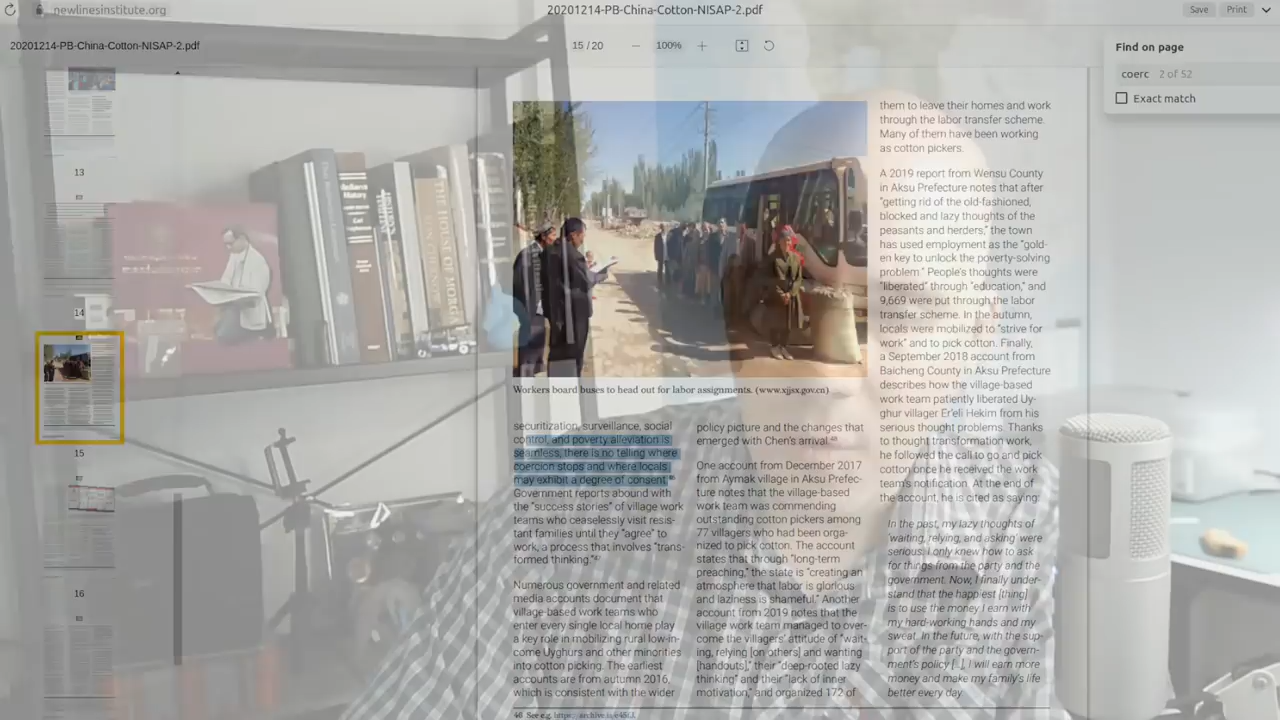 newlinesinstitute.org
20201214-PB-China-Cotton-NISAP-2.pdf
Save
Print
20201214-PB-China-Cotton-NISAP-2.pdf
15 / 20
100%
Find on page
coerc 2 of 52
Exact match
13
14
15
16
THE HOUSE OF MORGAN
Workers board buses to head out for labor assignments. (www.xjjsx.gov.cn)
securitization, surveillance, social
control, and poverty alleviation is
seamless, there is no telling where
coercion stops and where locals
may exhibit a degree of consent.
Government reports abound with
the "success stories" of village work
teams who ceaselessly visit resis-
tant families until they "agree" to
work, a process that involves "trans-
formed thinking."47
Numerous government and related
media accounts document that
village-based work teams who
enter every single local home play
a key role in mobilizing rural low-in-
come Uyghurs and other minorities
into cotton picking. The earliest
accounts are from autumn 2016,
which is consistent with the wider
policy picture and the changes that
emerged with Chen's arrival.48
One account from December 2017
from Aymak village in Aksu Prefec-
ture notes that the village-based
work team was commending
outstanding cotton pickers among
77 villagers who had been orga-
nized to pick cotton. The account
states that through "long-term
preaching," the state is "creating an
atmosphere that labor is glorious
and laziness is shameful." Another
account from 2019 notes that the
village work team managed to over-
come the villagers' attitude of "wait-
ing, relying [on others] and wanting
[handouts]," their "deep-rooted lazy
thinking" and their "lack of inner
motivation," and organized 172 of
them to leave their homes and work
through the labor transfer scheme.
Many of them have been working
as cotton pickers.
A 2019 report from Wensu County
in Aksu Prefecture notes that after
"getting rid of the old-fashioned,
blocked and lazy thoughts of the
peasants and herders," the town
has used employment as the "gold-
en key to unlock the poverty-solving
problem." People's thoughts were
"liberated" through "education," and
9,669 were put through the labor
transfer scheme. In the autumn,
locals were mobilized to "strive for
work" and to pick cotton. Finally,
a September 2018 account from
Baicheng County in Aksu Prefecture
describes how the village-based
work team patiently liberated Uy-
ghur villager Er'eli Hekim from his
serious thought problems. Thanks
to thought transformation work,
he followed the call to go and pick
cotton once he received the work
team's notification. At the end of
the account, he is cited as saying:
In the past, my lazy thoughts of
'waiting, relying, and asking' were
serious. I only knew how to ask
for things from the party and the
government. Now, I finally under-
stand that the happiest [thing]
is to use the money I earn with
my hard-working hands and my
sweat. In the future, with the sup-
port of the party and the govern-
ment's policy [...], I will earn more
money and make my family's life
better every day.
46 See e.g.